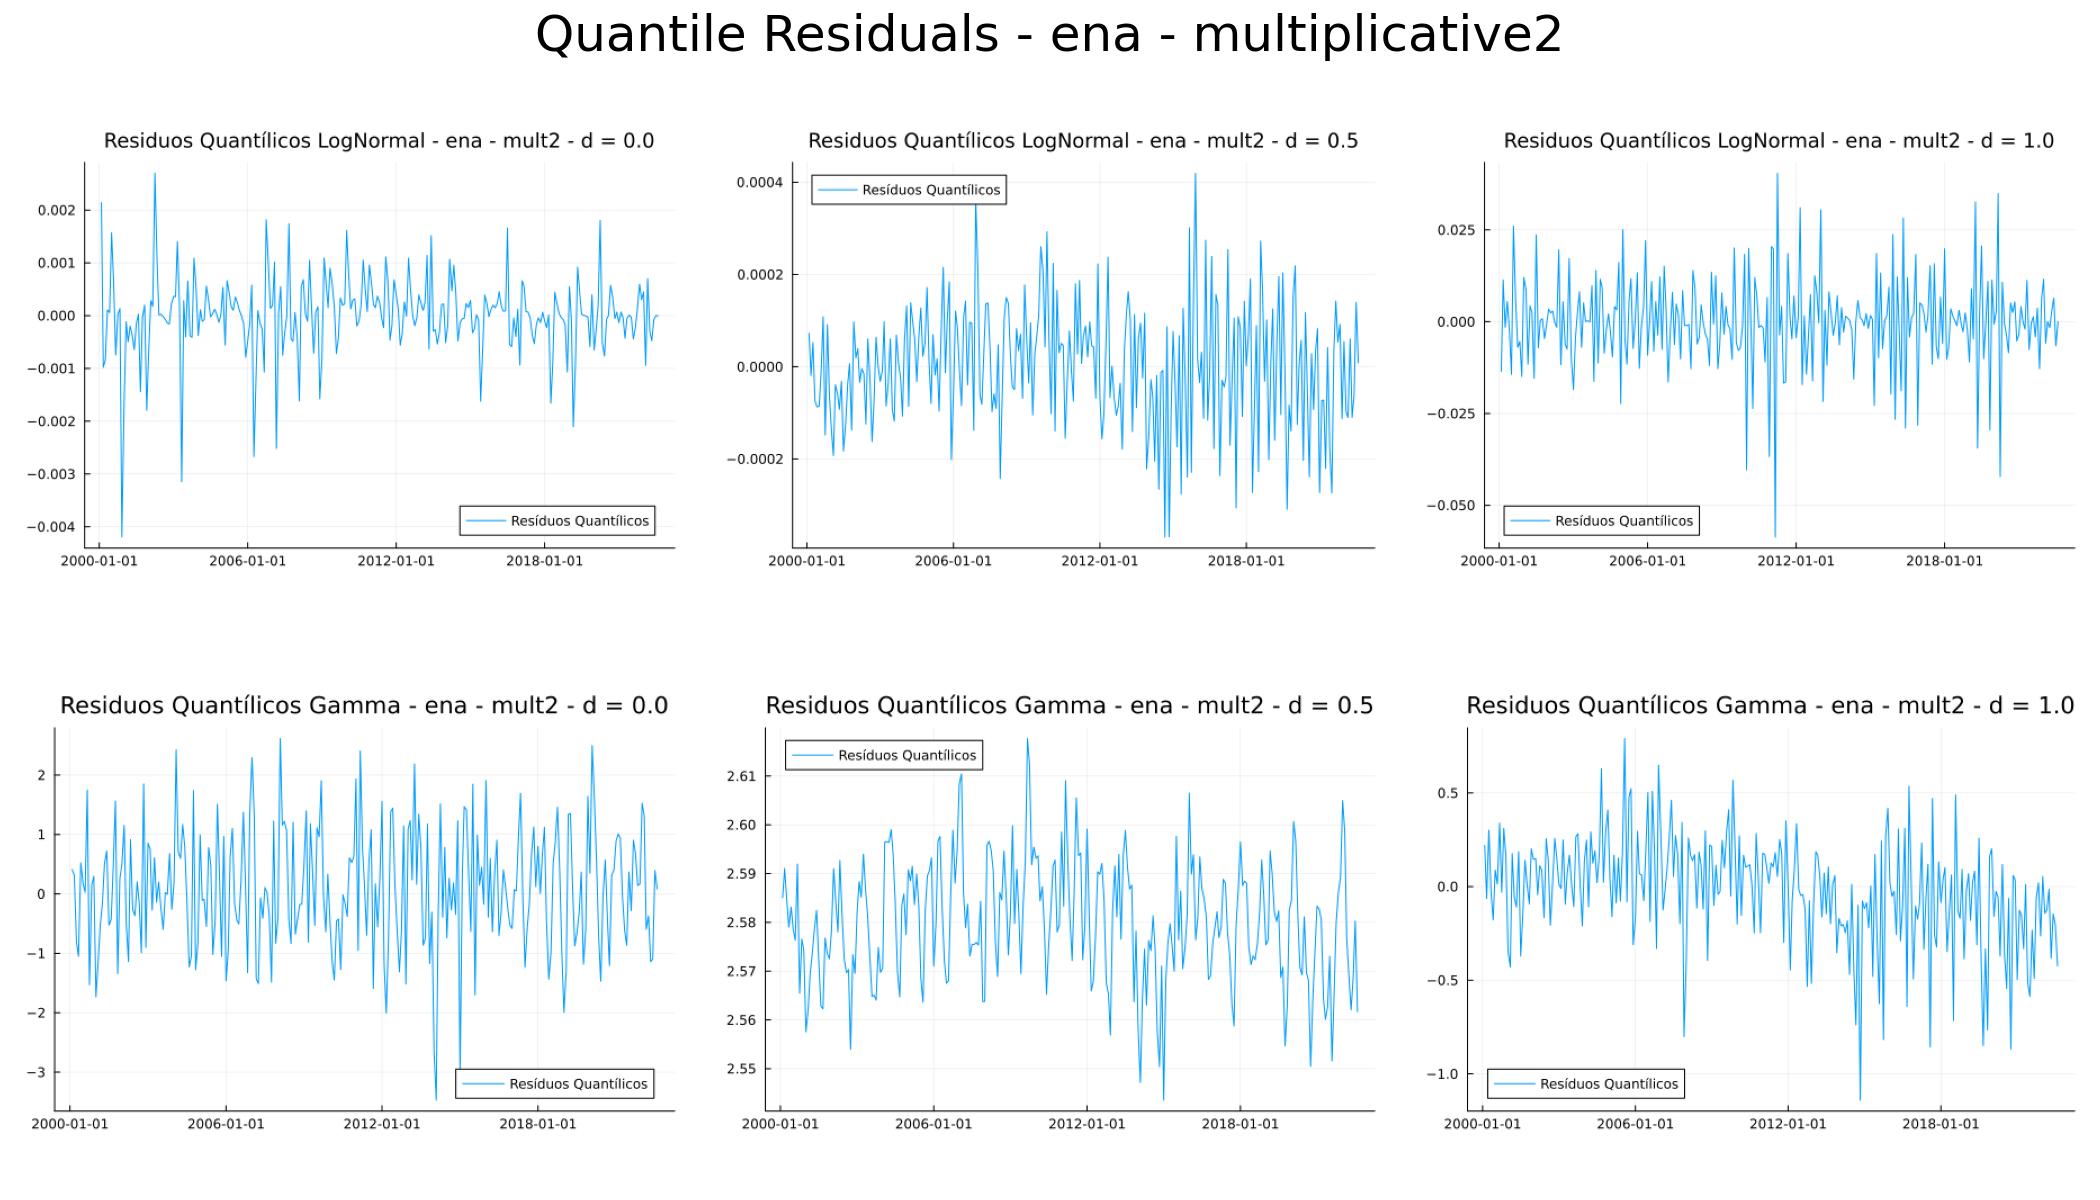 Quantile Residuals - ena - multiplicative2
Residuos Quantílicos LogNormal - ena - mult2 - d = 0.0
0.002
0.001
0.000
−0.001
−0.002
−0.003
−0.004
Resíduos Quantílicos
2000-01-01 2006-01-01 2012-01-01 2018-01-01
Residuos Quantílicos LogNormal - ena - mult2 - d = 0.5
0.0004
Resíduos Quantílicos
0.0002
0.0000
−0.0002
2000-01-01 2006-01-01 2012-01-01 2018-01-01
Residuos Quantílicos LogNormal - ena - mult2 - d = 1.0
0.025
0.000
−0.025
−0.050
Resíduos Quantílicos
2000-01-01 2006-01-01 2012-01-01 2018-01-01
Residuos Quantílicos Gamma - ena - mult2 - d = 0.0
2
1
0
−1
−2
−3
Resíduos Quantílicos
2000-01-01 2006-01-01 2012-01-01 2018-01-01
Residuos Quantílicos Gamma - ena - mult2 - d = 0.5
Resíduos Quantílicos
2.61
2.60
2.59
2.58
2.57
2.56
2.55
2000-01-01 2006-01-01 2012-01-01 2018-01-01
Residuos Quantílicos Gamma - ena - mult2 - d = 1.0
0.5
0.0
−0.5
−1.0
Resíduos Quantílicos
2000-01-01 2006-01-01 2012-01-01 2018-01-01